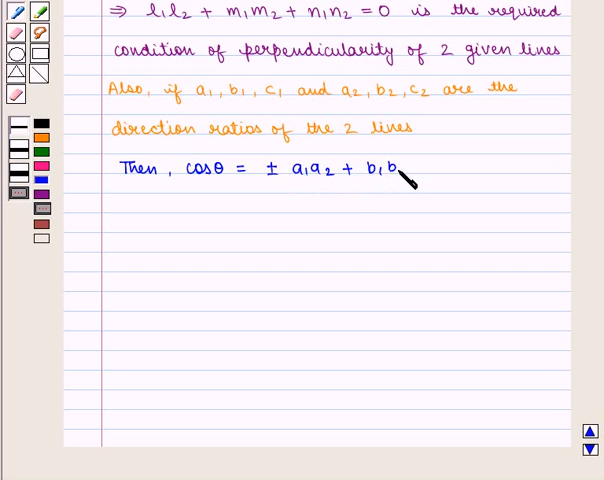 ⇒ l₁l₂ + m₁m₂ + n₁n₂ = 0 is the required
condition of perpendicularity of 2 given lines
Also, if a₁, b₁, c₁ and a₂, b₂, c₂ are the
direction ratios of the 2 lines
Then, cosθ = ± a₁a₂ + b₁b